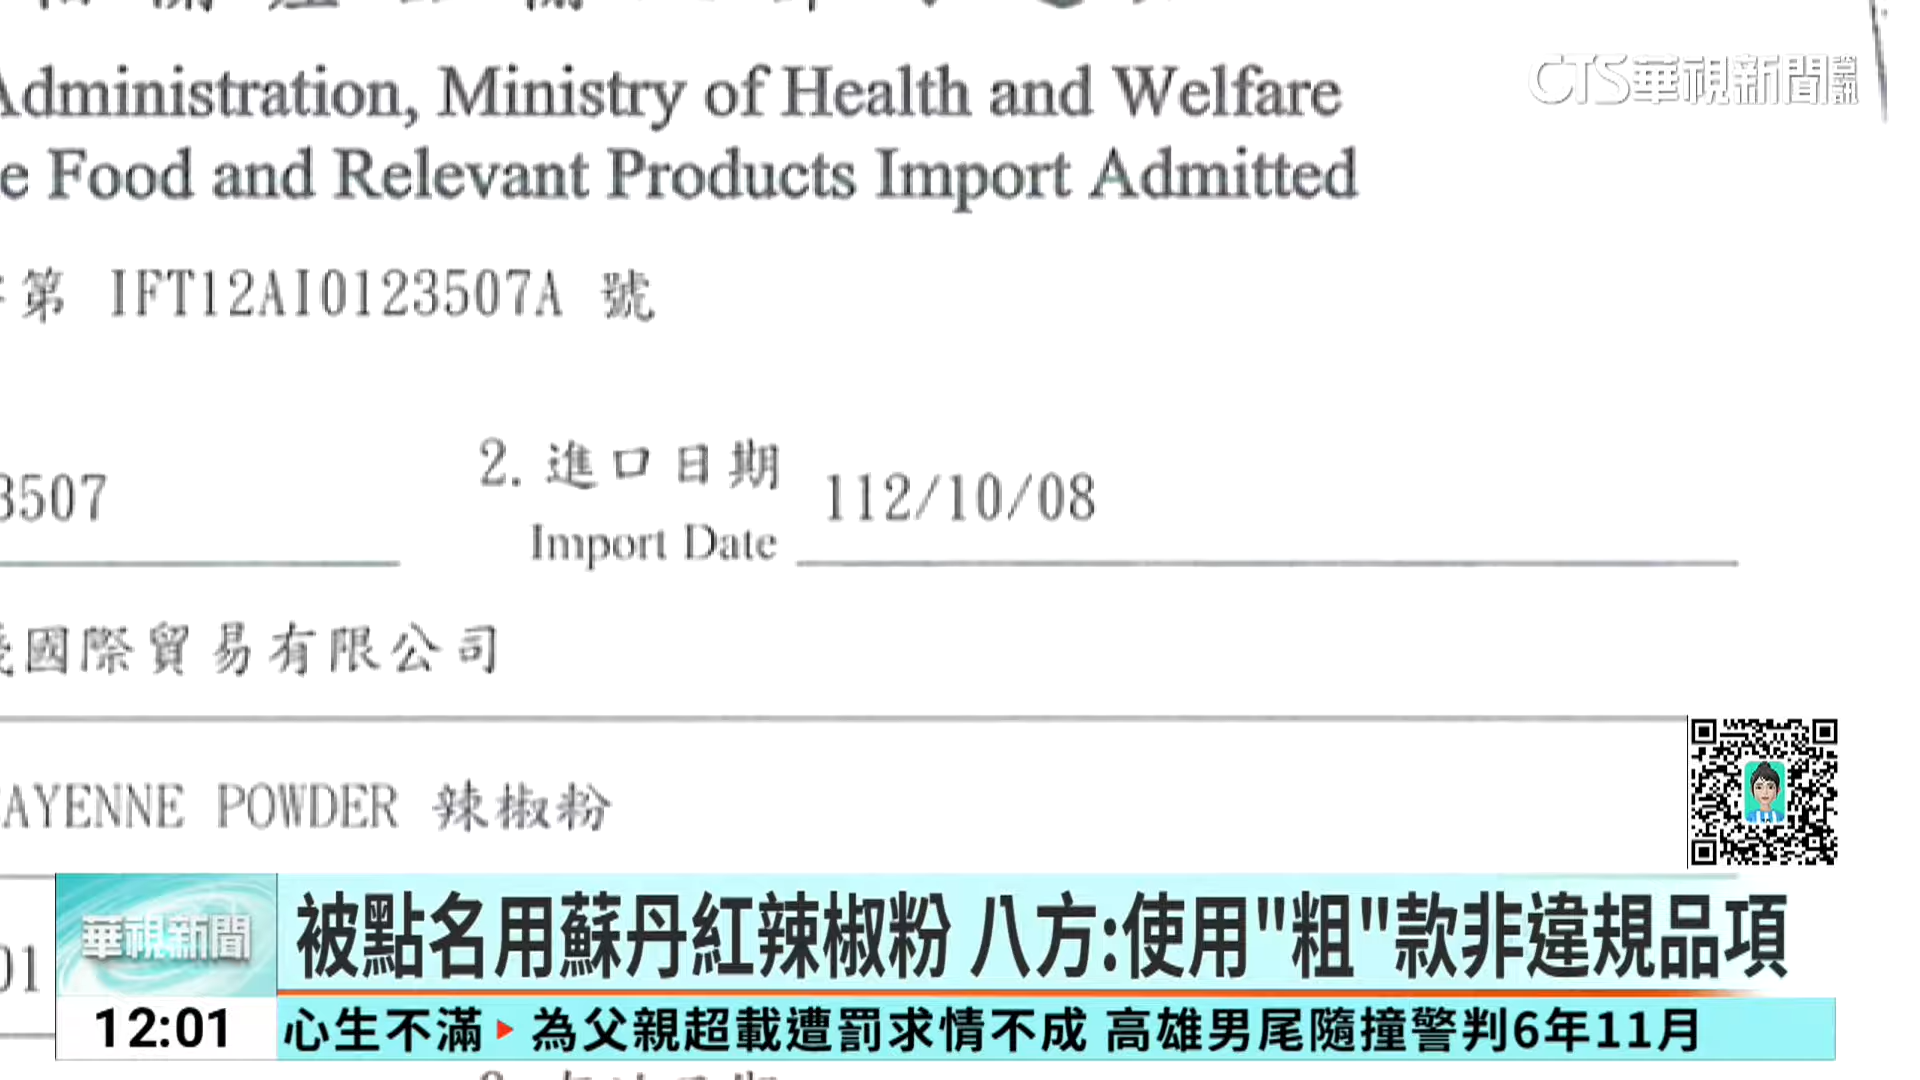 Administration, Ministry of Health and Welfare
CTS華視新聞資訊
e Food and Relevant Products Import Admitted
第 IFT12AI0123507A 號
3507
2. 進口日期 112/10/08
Import Date
國際貿易有限公司
AYENNE POWDER 辣椒粉
華視新聞
被點名用蘇丹紅辣椒粉 八方:使用"粗"款非違規品項
01
12:01
心生不滿▶為父親超載遭罰求情不成 高雄男尾隨撞警判6年11月